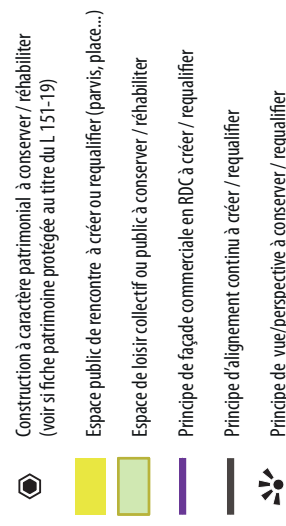 Construction à caractère patrimonial à conserver / réhabiliter
(voir si fiche patrimoine protégée au titre du L 151-19)
Espace public de rencontre à créer ou requalifier (parvis, place...)
Espace de loisir collectif ou public à conserver / réhabiliter
Principe de façade commerciale en RDC à créer / requalifier
Principe d'alignement continu à créer / requalifier
Principe de vue/perspective à conserver / requalifier